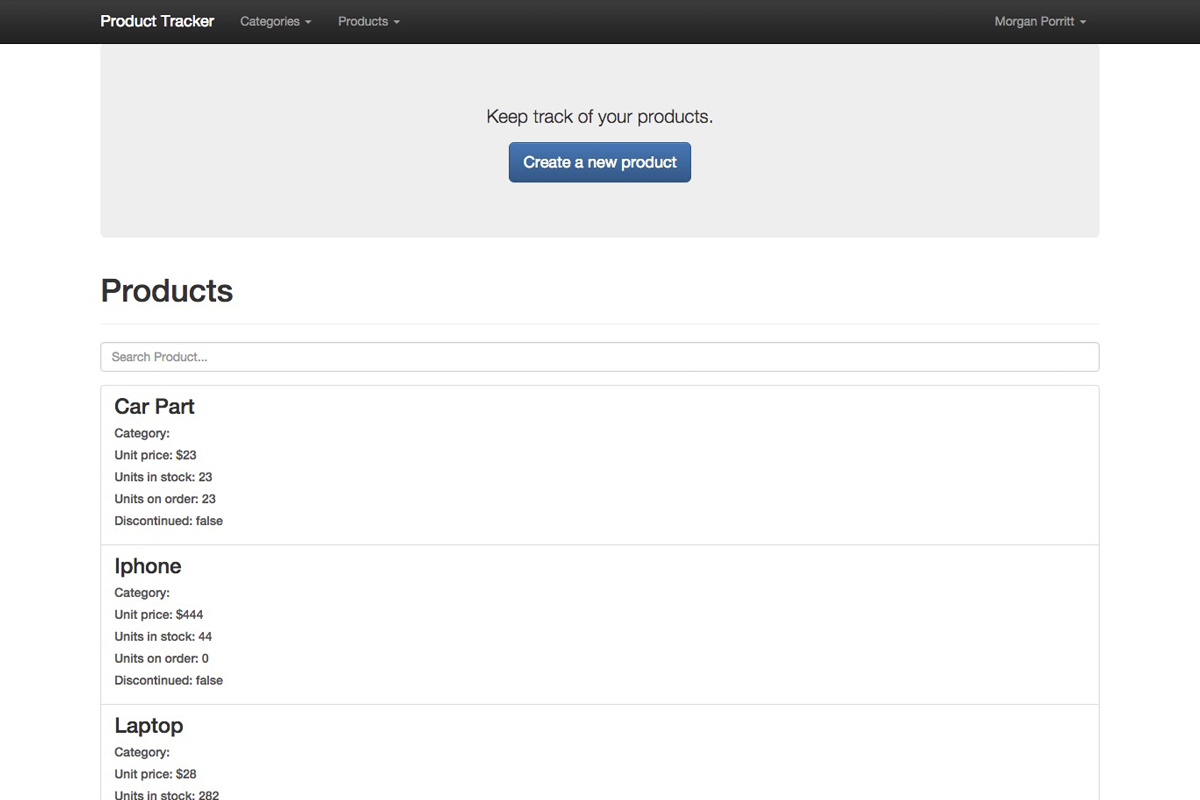 Product Tracker Categories Products Morgan Porritt
Keep track of your products.
Create a new product
Products
Search Product...
Car Part
Category:
Unit price: $23
Units in stock: 23
Units on order: 23
Discontinued: false
Iphone
Category:
Unit price: $444
Units in stock: 44
Units on order: 0
Discontinued: false
Laptop
Category:
Unit price: $28
Units in stock: 282